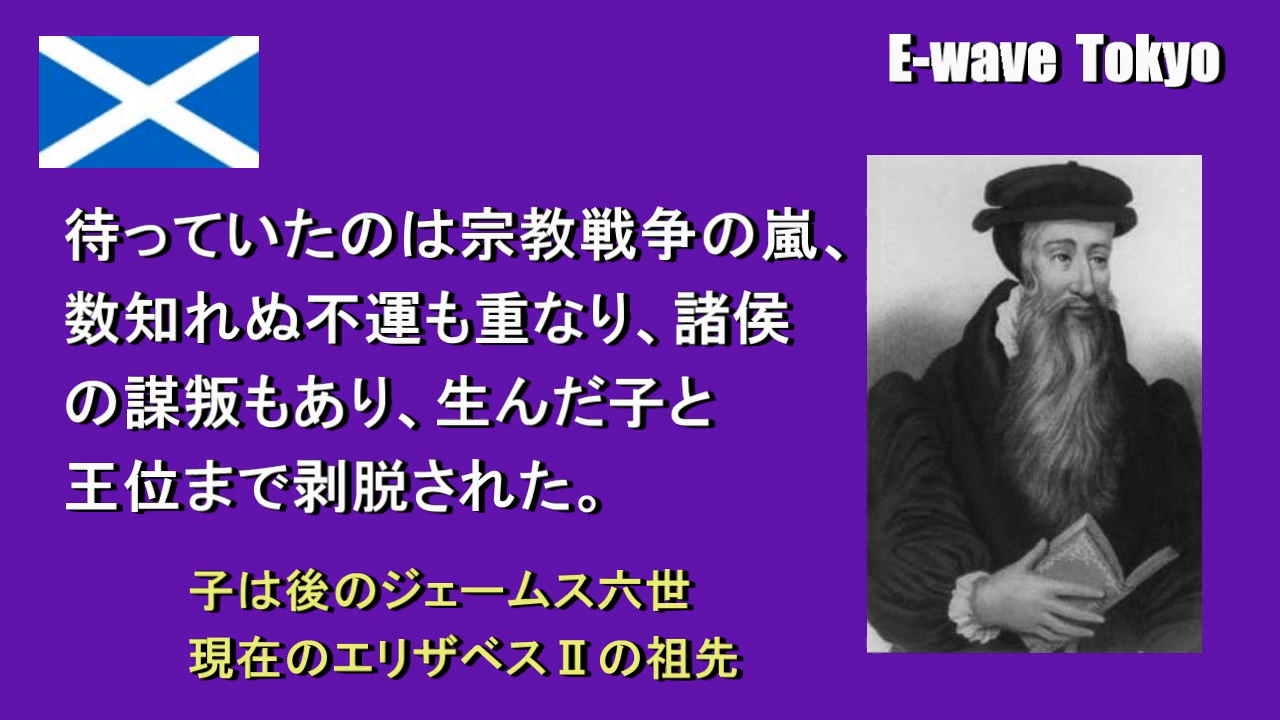 E-wave Tokyo
待っていたのは宗教戦争の嵐、
数知れぬ不運も重なり、諸侯
の謀叛もあり、生んだ子と
王位まで剥脱された。
子は後のジェームス六世
現在のエリザベスⅡの祖先